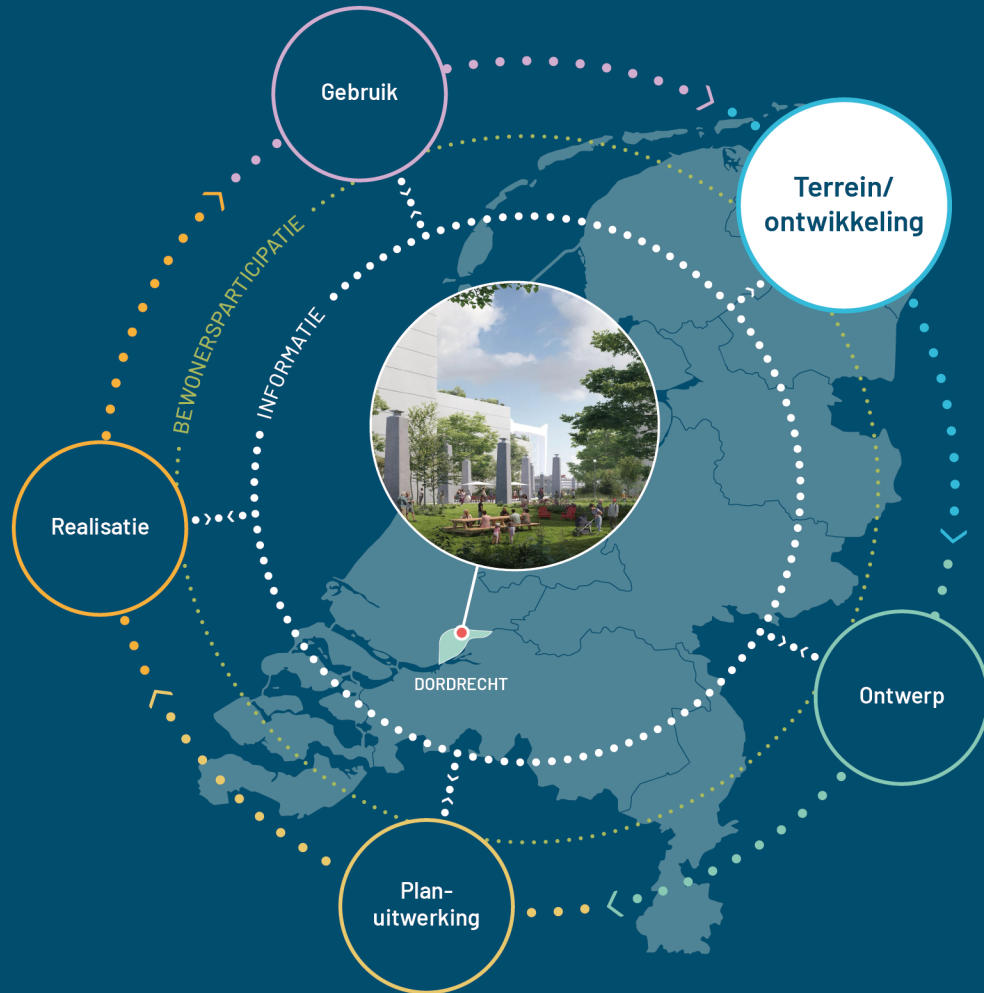 Gebruik
Terrein/
ontwikkeling
BEWONERSPARTICIPATIE
INFORMATIE
Realisatie
DORDRECHT
Ontwerp
Plan-
uitwerking